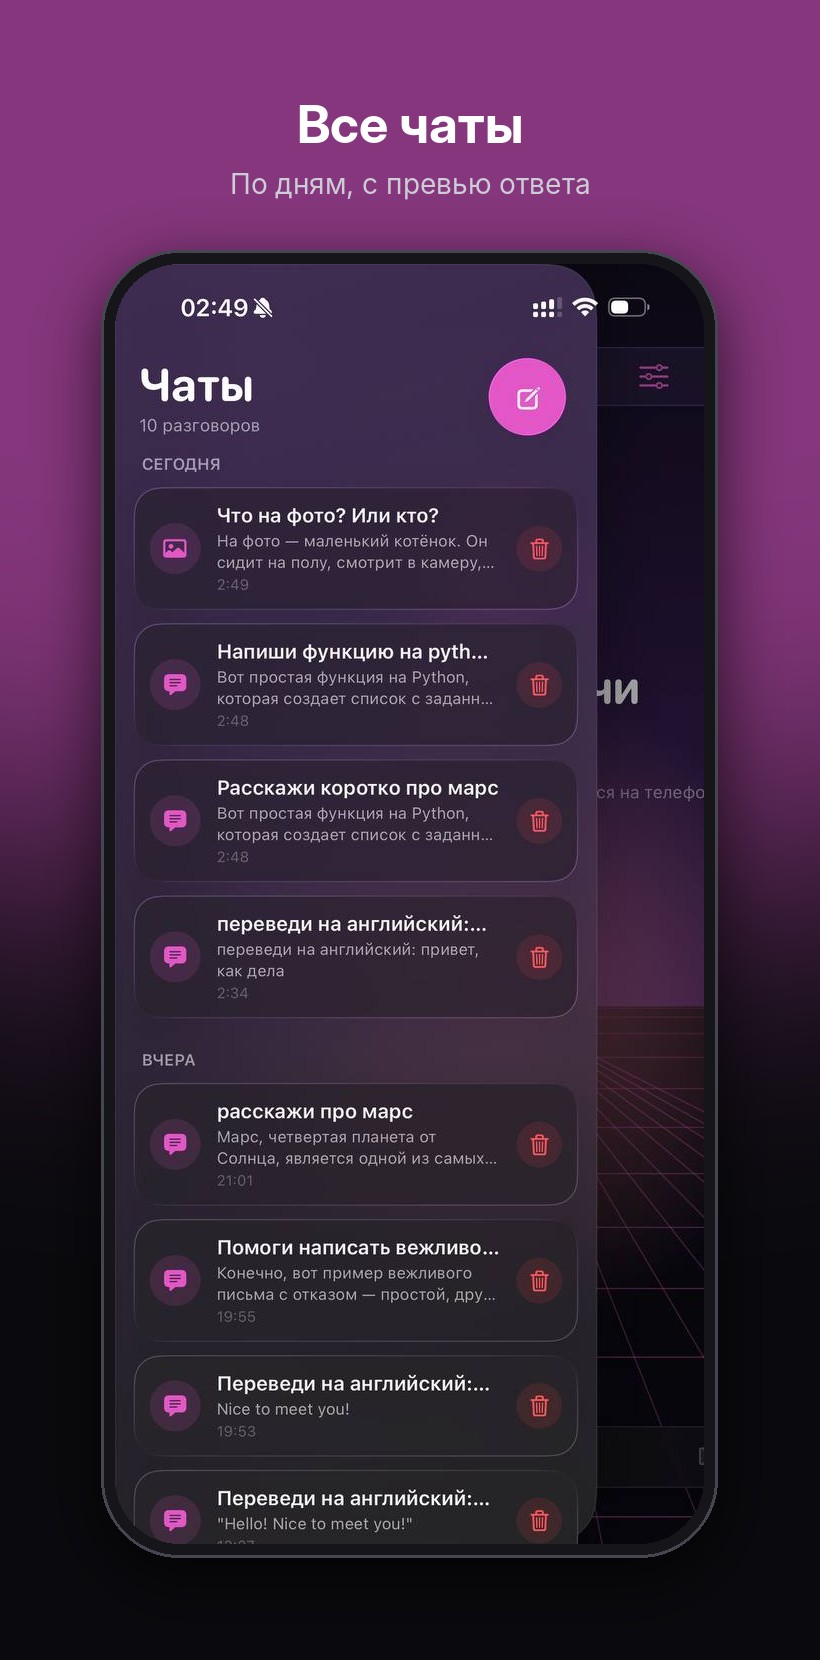 Все чаты
По дням, с превью ответа
02:49
Чаты
10 разговоров
СЕГОДНЯ
Что на фото? Или кто?
На фото — маленький котёнок. Он
сидит на полу, смотрит в камеру,...
2:49
Напиши функцию на pyth...
Вот простая функция на Python,
которая создает список с заданн...
2:48
Расскажи коротко про марс
Вот простая функция на Python,
которая создает список с заданн...
2:48
переведи на английский:...
переведи на английский: привет,
как дела
2:34
ВЧЕРА
расскажи про марс
Марс, четвертая планета от
Солнца, является одной из самых...
21:01
Помоги написать вежливо...
Конечно, вот пример вежливого
письма с отказом — простой, дру...
19:55
Переведи на английский:...
Nice to meet you!
19:53
Переведи на английский:...
"Hello! Nice to meet you!"
чи
ся на телефо